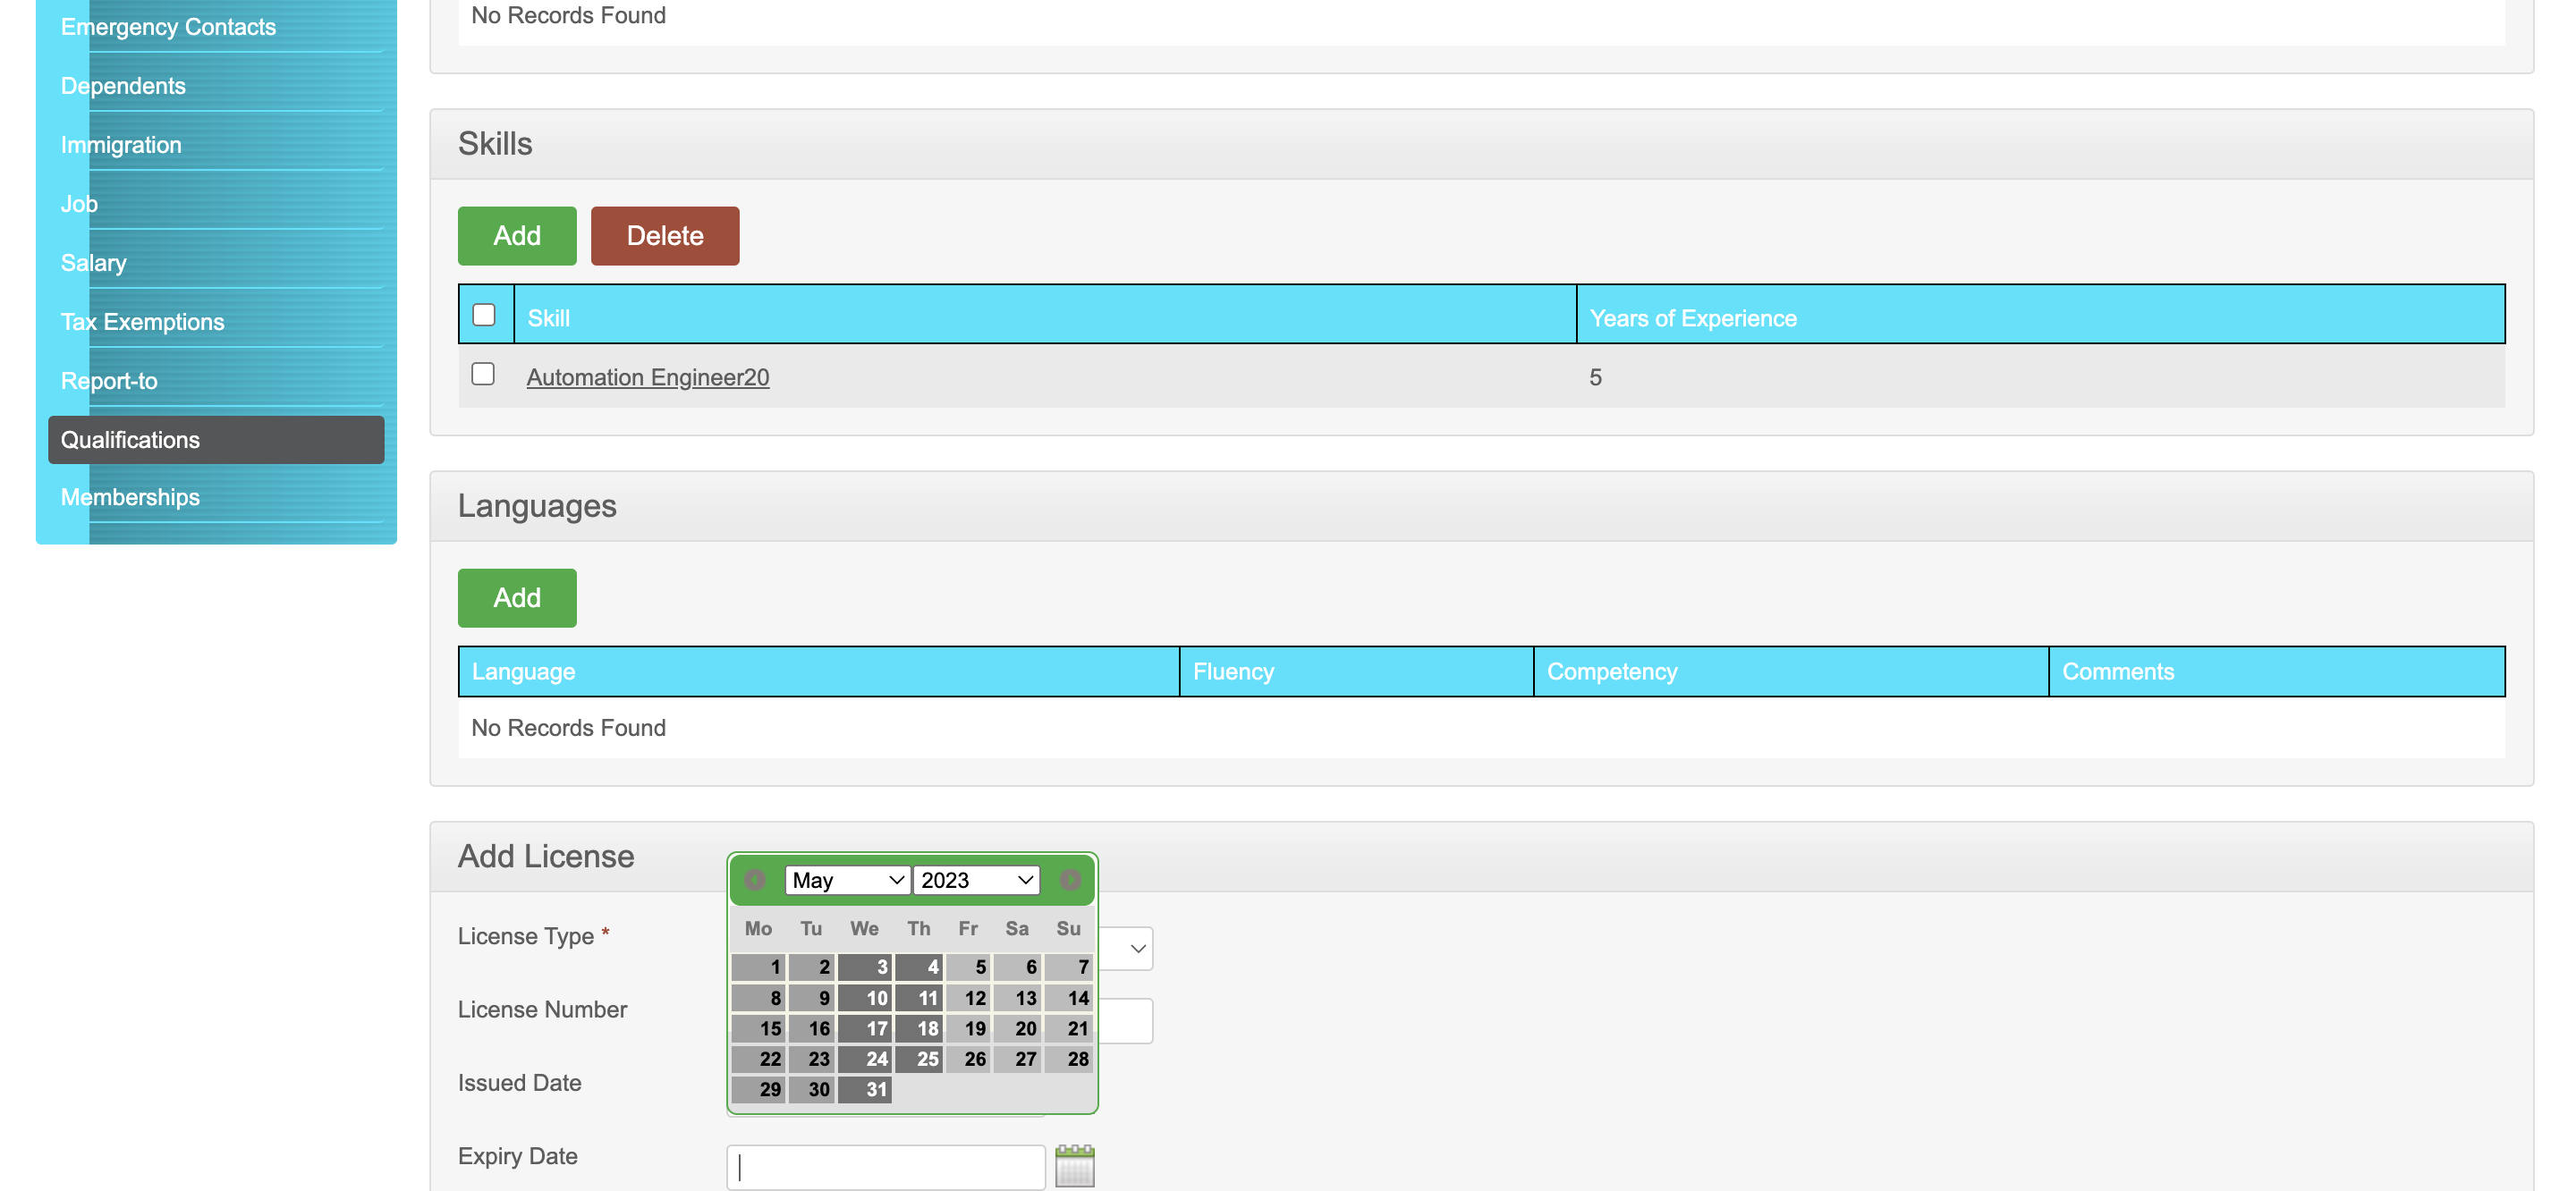 Emergency Contacts
Dependents
Immigration
Job
Salary
Tax Exemptions
Report-to
Qualifications
Memberships
No Records Found
Skills
Add Delete
Skill Years of Experience
Automation Engineer20 5
Languages
Add
Language Fluency Competency Comments
No Records Found
Add License
License Type *
License Number
Issued Date
Expiry Date
May 2023
Mo Tu We Th Fr Sa Su
1 2 3 4 5 6 7
8 9 10 11 12 13 14
15 16 17 18 19 20 21
22 23 24 25 26 27 28
29 30 31